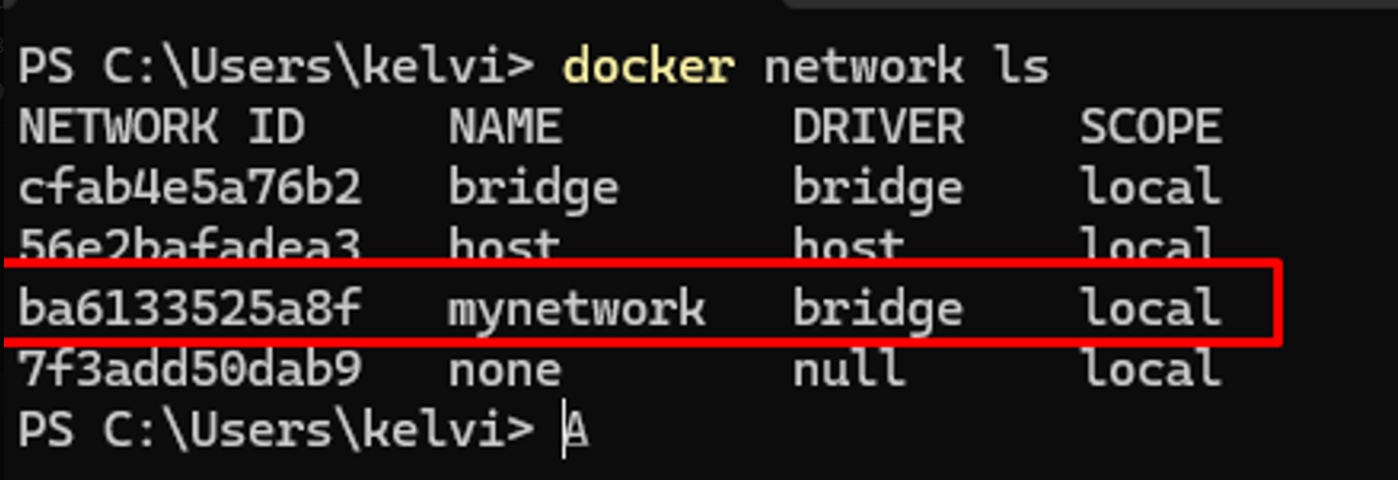 PS C:\Users\kelvi> docker network ls
NETWORK ID NAME DRIVER SCOPE
cfab4e5a76b2 bridge bridge local
56e2bafadea3 host host local
ba6133525a8f mynetwork bridge local
7f3add50dab9 none null local
PS C:\Users\kelvi> A